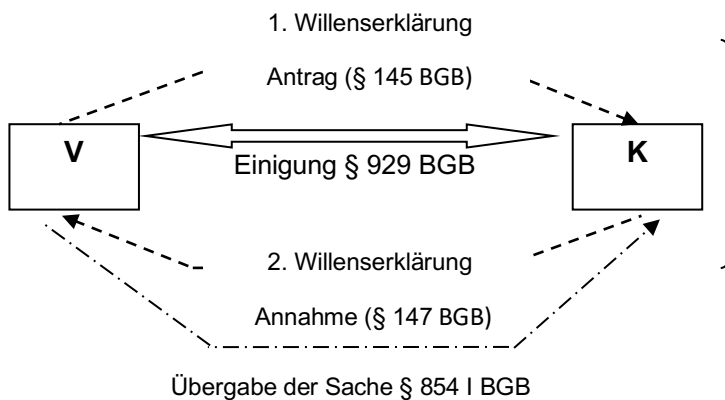 1. Willenserklärung
Antrag (§ 145 BGB)
V
K
Einigung § 929 BGB
2. Willenserklärung
Annahme (§ 147 BGB)
Übergabe der Sache § 854 I BGB